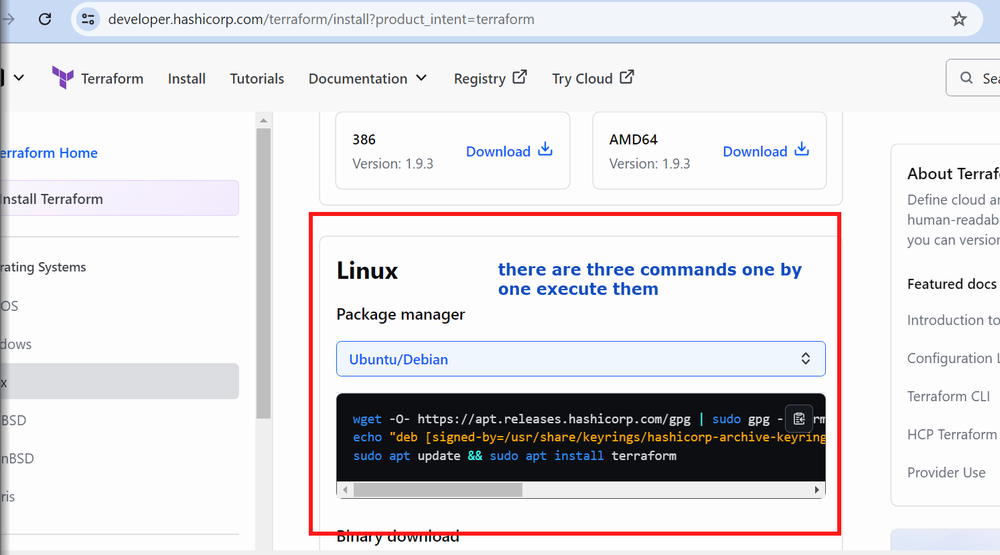 developer.hashicorp.com/terraform/install?product_intent=terraform
Terraform
Install
Tutorials
Documentation
Registry
Try Cloud
erraform Home
Install Terraform
rating Systems
OS
dows
x
BSD
nBSD
ris
386
Version: 1.9.3
Download
AMD64
Version: 1.9.3
Download
Linux
there are three commands one by
one execute them
Package manager
Ubuntu/Debian
wget -O- https://apt.releases.hashicorp.com/gpg | sudo gpg - rm
echo "deb [signed-by=/usr/share/keyrings/hashicorp-archive-keyring
sudo apt update && sudo apt install terraform
Binary download
Sea
About Terraf
Define cloud ar
human-readab
you can version
Featured docs
Introduction to
Configuration L
Terraform CLI
HCP Terraform
Provider Use